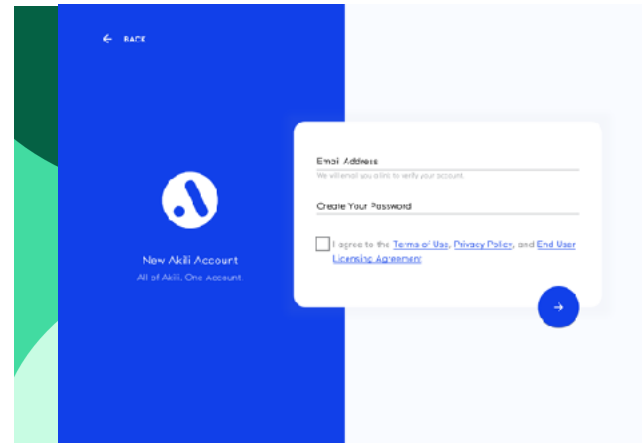 BACK
New Akili Account
All of Akili. One Account.
Email Address
We will email you a link to verify your account.
Create Your Password
I agree to the Terms of Use, Privacy Policy, and End User
Licensing Agreement